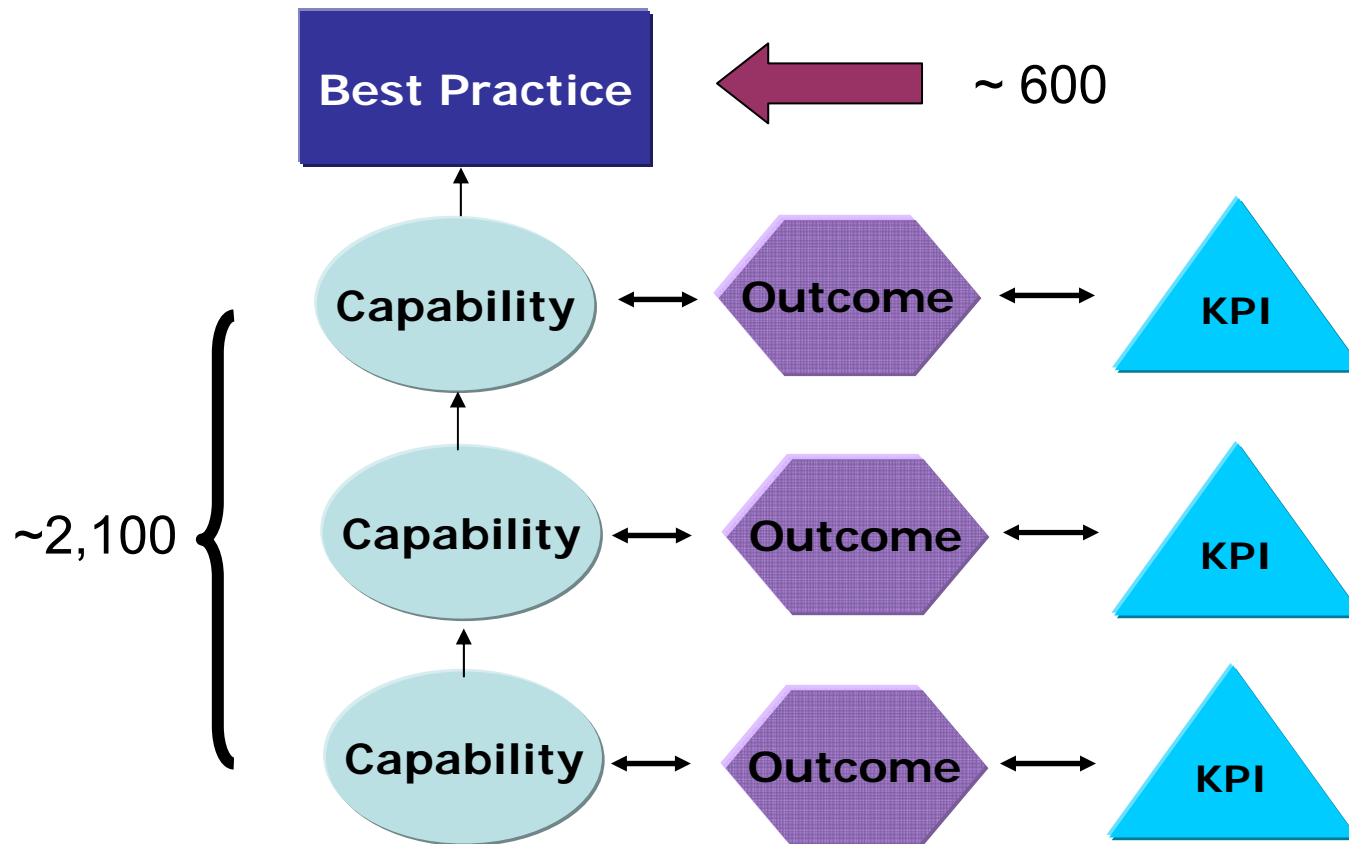 Best Practice
~ 600
Capability
Outcome
KPI
~2,100
Capability
Outcome
KPI
Capability
Outcome
KPI